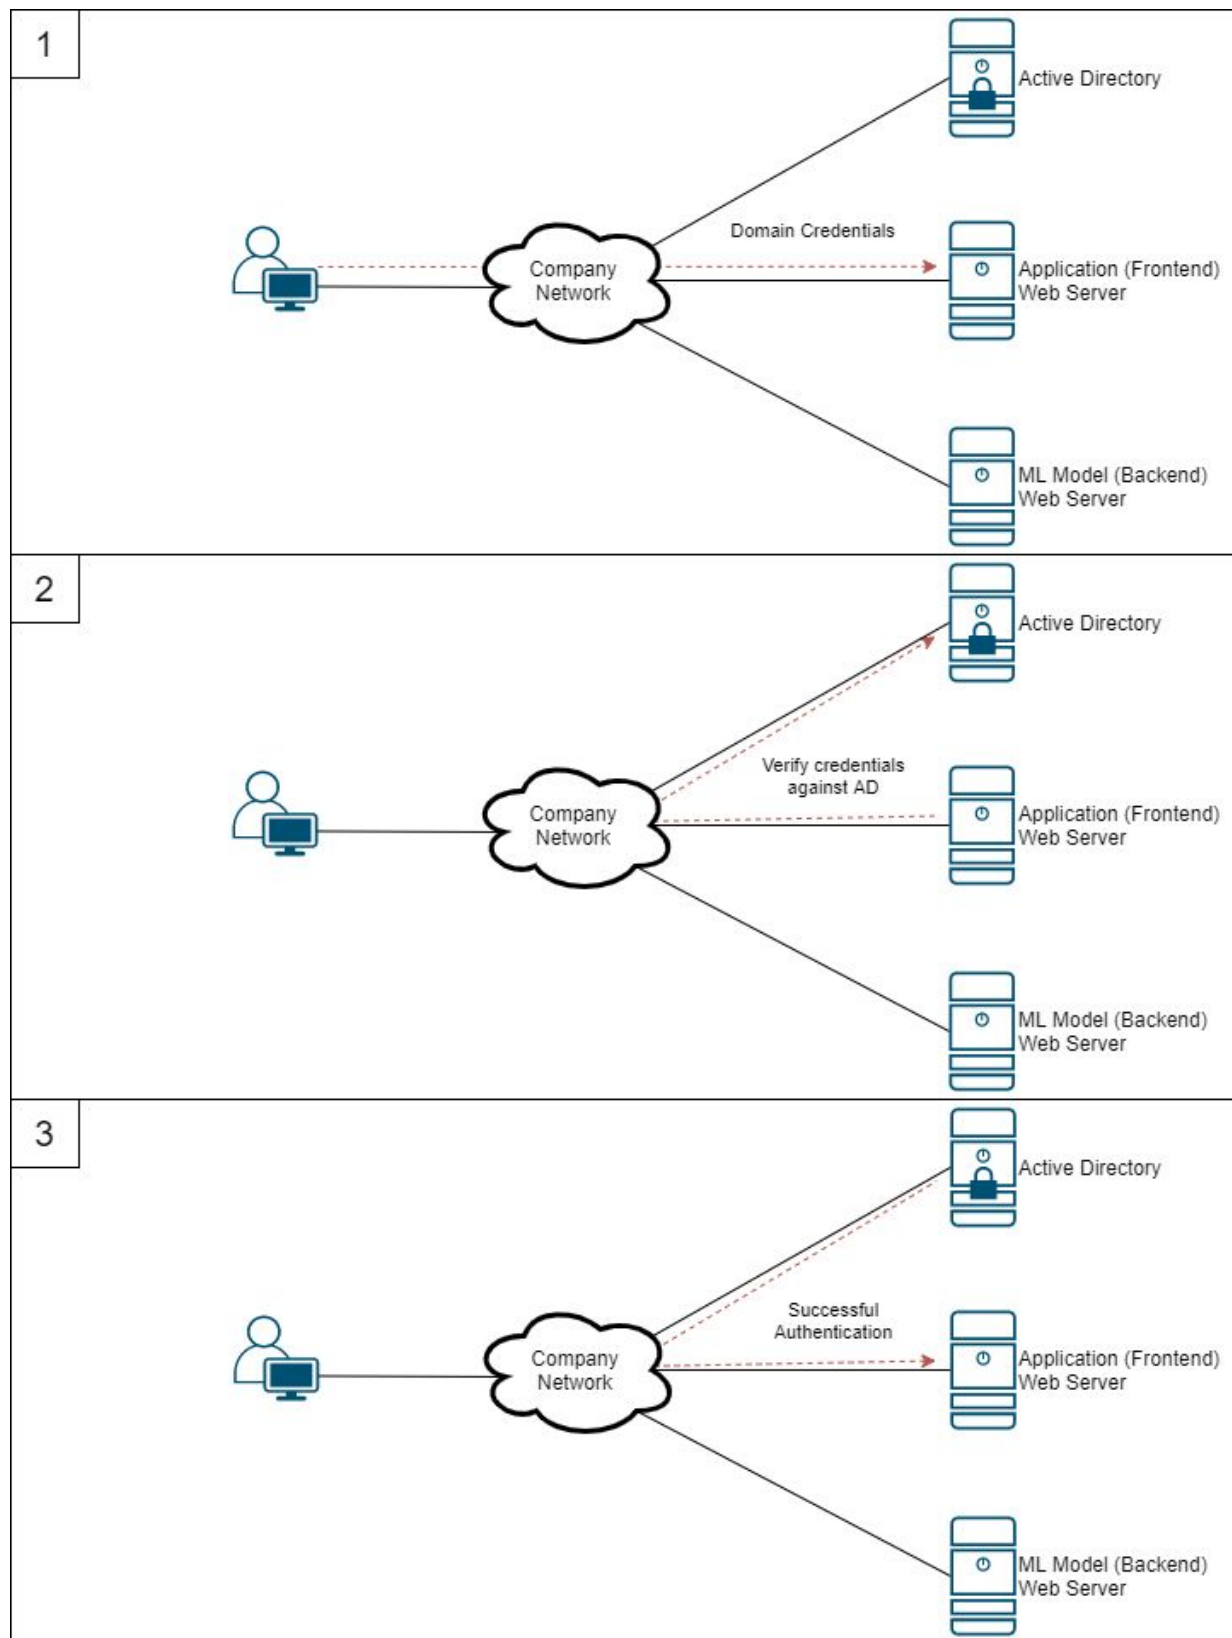 1
Active Directory
Domain Credentials
Company
Network
Application (Frontend)
Web Server
ML Model (Backend)
Web Server
2
Active Directory
Verify credentials
against AD
Company
Network
Application (Frontend)
Web Server
ML Model (Backend)
Web Server
3
Active Directory
Successful
Authentication
Company
Network
Application (Frontend)
Web Server
ML Model (Backend)
Web Server